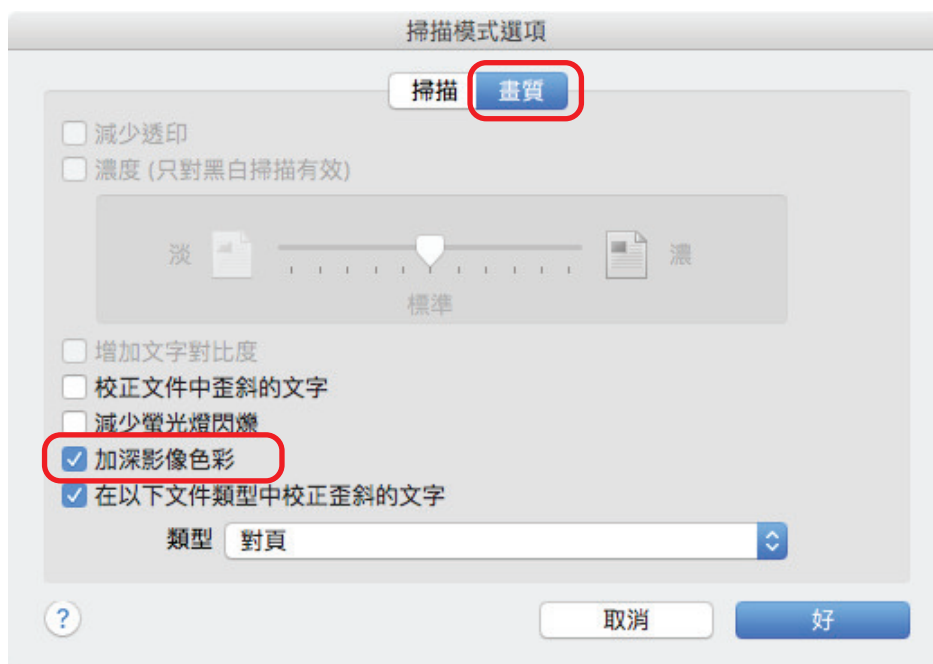 掃描模式選項
掃描 畫質
減少透印
濃度 (只對黑白掃描有效)
淡 濃
標準
增加文字對比度
校正文件中歪斜的文字
減少螢光燈閃爍
加深影像色彩
在以下文件類型中校正歪斜的文字
類型 對頁
? 取消 好